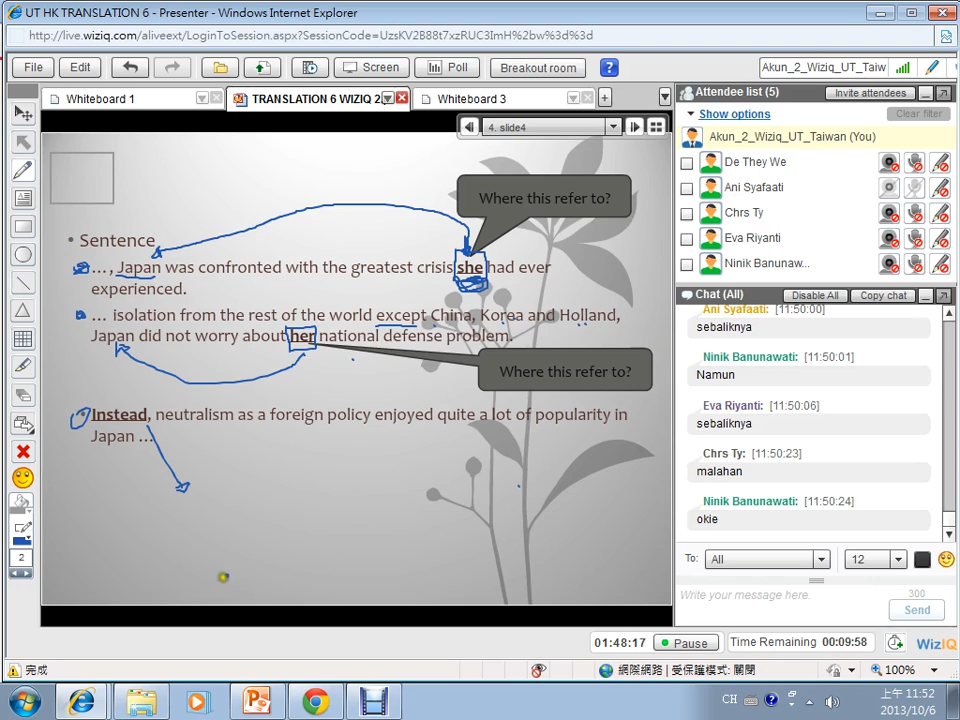 UT HK TRANSLATION 6 - Presenter - Windows Internet Explorer
http://live.wiziq.com/aliveext/LoginToSession.aspx?SessionCode=UzsKV2B88t7xzRUC3ImH%2bw%3d%3d
File Edit Screen Poll Breakout room ? Akun_2_Wiziq_UT_Taiw
Whiteboard 1 TRANSLATION 6 WIZIQ 2 Whiteboard 3
4. slide4
Where this refer to?
• Sentence
..., Japan was confronted with the greatest crisis she had ever
experienced.
... isolation from the rest of the world except China, Korea and Holland,
Japan did not worry about her national defense problem.
Where this refer to?
Instead, neutralism as a foreign policy enjoyed quite a lot of popularity in
Japan ...
2
Attendee list (5) Invite attendees
Show options Clear filter
Akun_2_Wiziq_UT_Taiwan (You)
De They We
Ani Syafaati
Chrs Ty
Eva Riyanti
Ninik Banunaw...
Chat (All) Disable All Copy chat
Ani Syafaati: [11:50:00]
sebaliknya
Ninik Banunawati: [11:50:01]
Namun
Eva Riyanti: [11:50:06]
sebaliknya
Chrs Ty: [11:50:23]
malahan
Ninik Banunawati: [11:50:24]
okie
To: All 12
Write your message here. 300
Send
01:48:17 Pause Time Remaining 00:09:58 WizIQ
完成 網際網路 | 受保護模式: 關閉 100%
CH ? 上午 11:52
2013/10/6